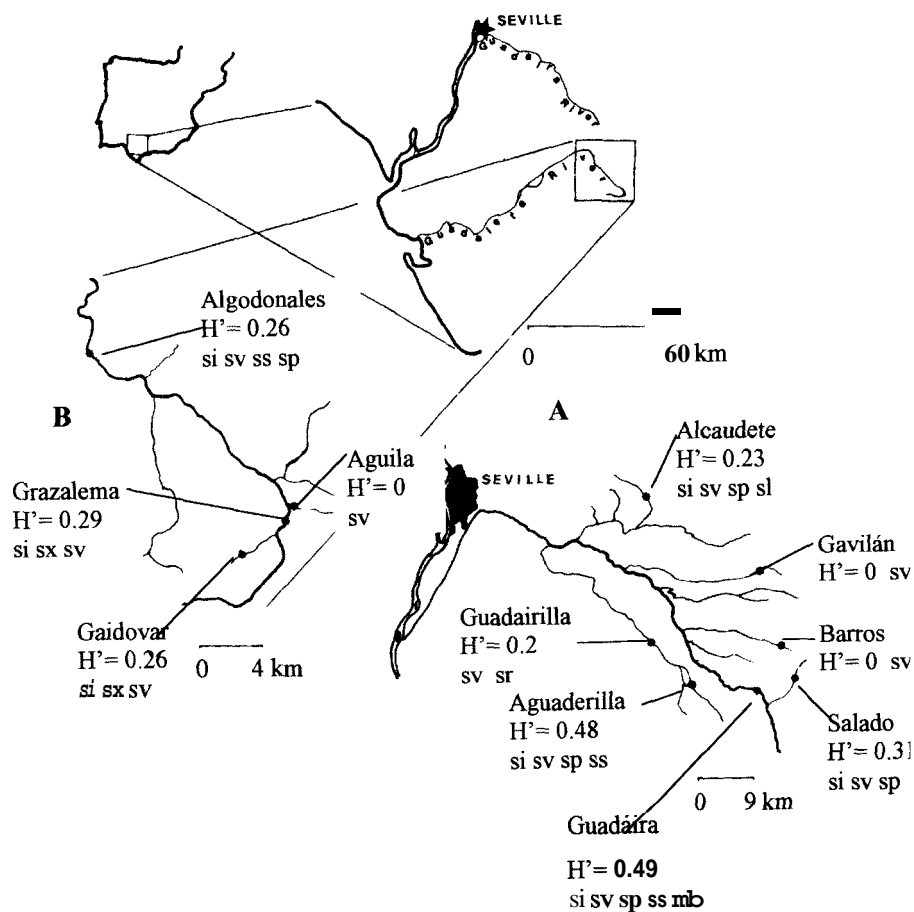 SEVILLE
Guadaira River
Guadalete River
0 60 km
Algodonales
H'= 0.26
si sv ss sp
B
A
Grazalema
H'= 0.29
si sx sv
Aguila
H'= 0
sv
Gaidovar
H'= 0.26
si sx sv
0 4 km
SEVILLE
Alcaudete
H'= 0.23
si sv sp sl
Gavilán
H'= 0 sv
Guadairilla
H'= 0.2
sv sr
Barros
H'= 0 sv
Aguaderilla
H'= 0.48
si sv sp ss
Salado
H'= 0.31
si sv sp
0 9 km
Guadáira
H'= 0.49
si sv sp ss mb